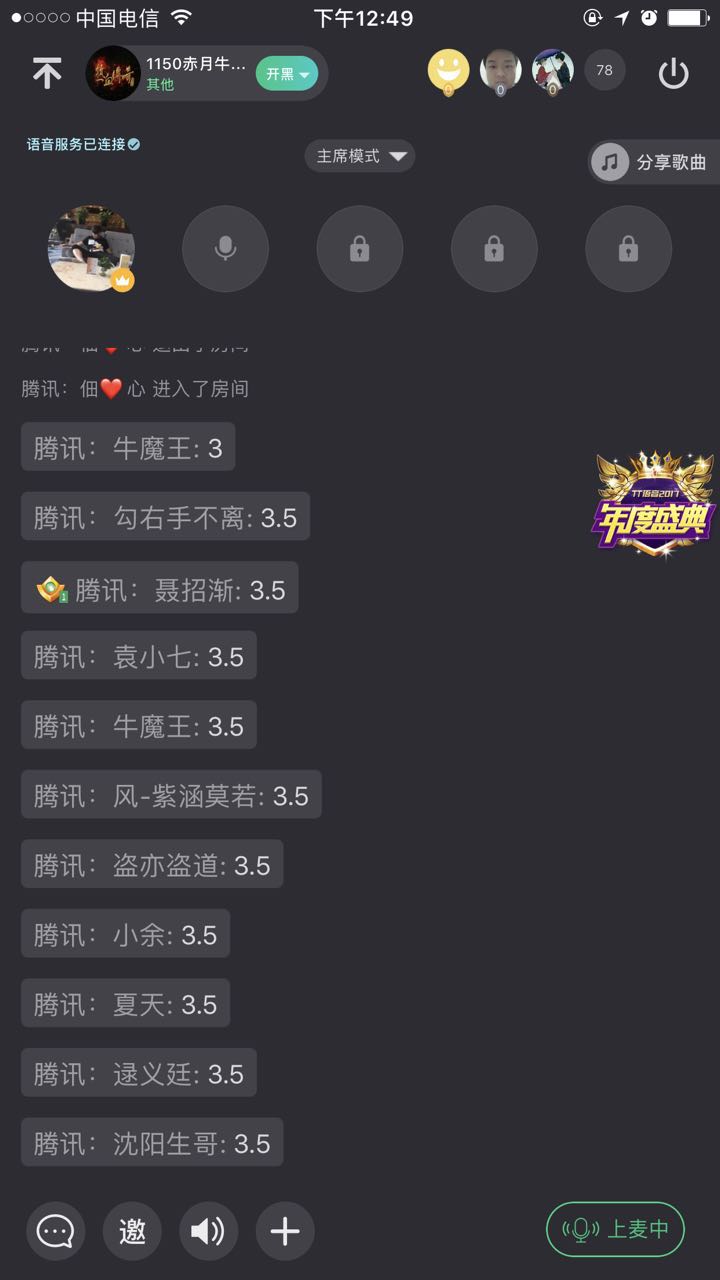 中国电信
下午12:49
1150赤月牛...
其他
开黑
78
语音服务已连接
主席模式
分享歌曲
腾讯：佃❤️心 进入了房间
腾讯：牛魔王: 3
腾讯：勾右手不离: 3.5
TT语音2017
年度盛典
1 腾讯：聂招渐: 3.5
腾讯：袁小七: 3.5
腾讯：牛魔王: 3.5
腾讯：风-紫涵莫若: 3.5
腾讯：盗亦盗道: 3.5
腾讯：小余: 3.5
腾讯：夏天: 3.5
腾讯：逯义廷: 3.5
腾讯：沈阳生哥: 3.5
邀
上麦中